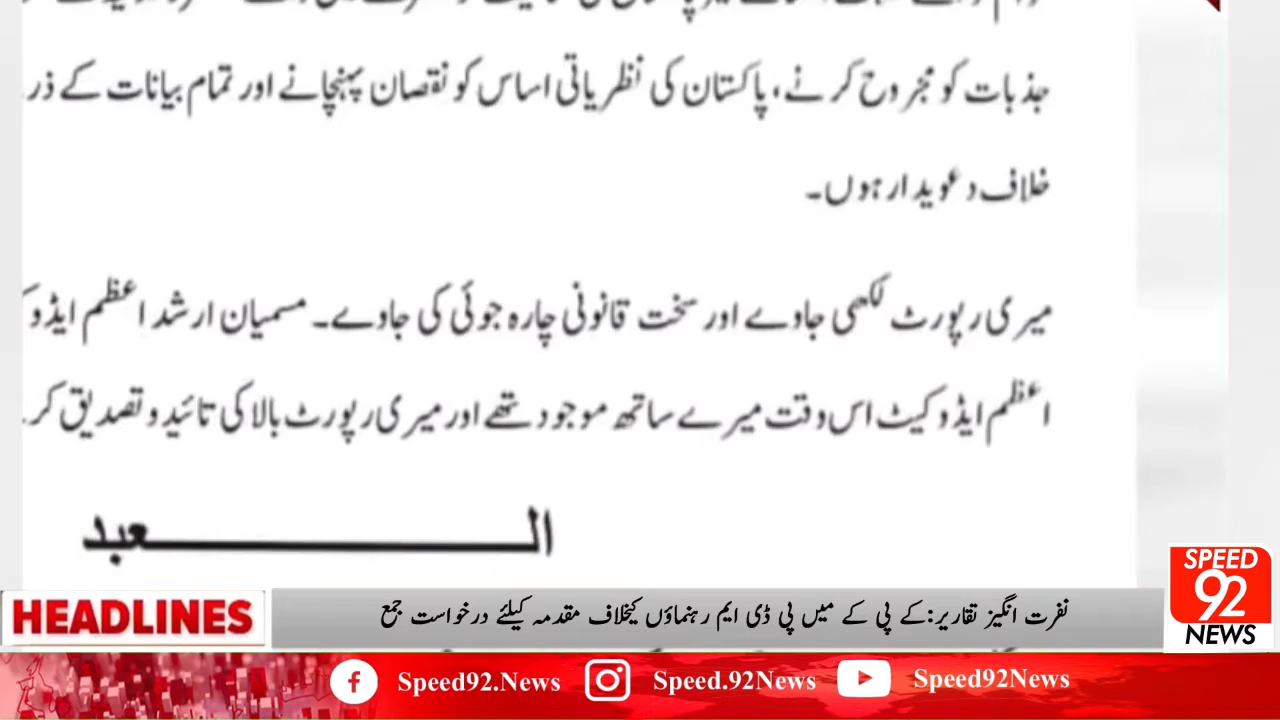 جذبات کو مجروح کرنے، پاکستان کی نظریاتی اساس کو نقصان پہنچانے اور تمام بیانات کے ذر
خلاف دعویدار ہوں۔
میری رپورٹ لکھی جاوے اور سخت قانونی چارہ جوئی کی جاوے۔ مسمیان ارشد اعظم ایڈو
اعظم ایڈوکیٹ اس وقت میرے ساتھ موجود تھے اور میری رپورٹ بالا کی تائید و تصدیق کر
العبد
HEADLINES
نفرت انگیز تقاریر:کے پی کے میں پی ڈی ایم رہنماؤں کیخلاف مقدمہ کیلئے درخواست جمع
SPEED
92
NEWS
Speed92.News
Speed.92News
Speed92News